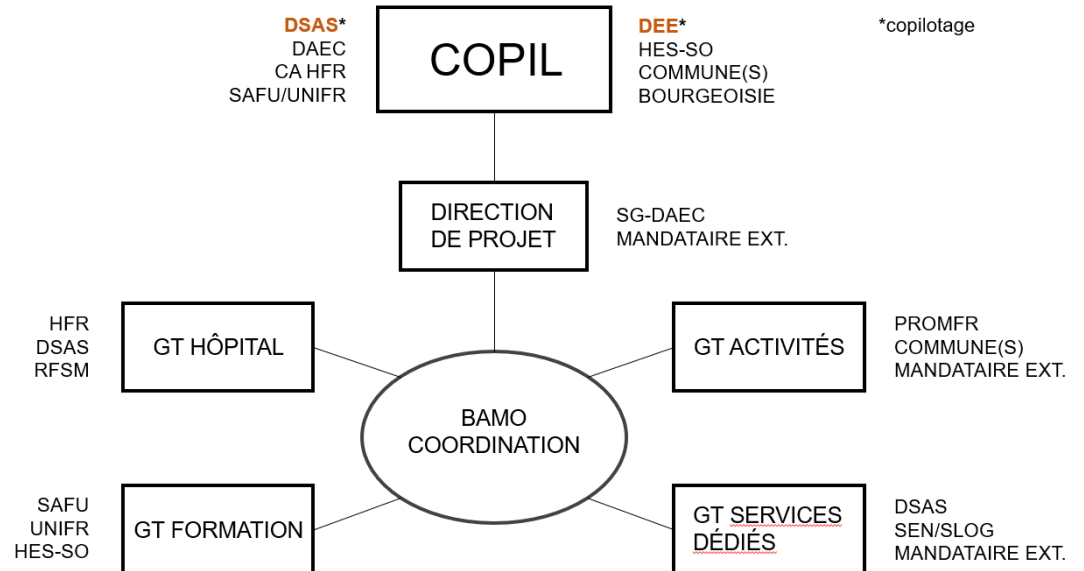 DSAS*
DAEC
CA HFR
SAFU/UNIFR
COPIL
DEE*
HES-SO
COMMUNE(S)
BOURGEOISIE
*copilotage
DIRECTION
DE PROJET
SG-DAEC
MANDATAIRE EXT.
HFR
DSAS
RFSM
GT HÔPITAL
GT ACTIVITÉS
PROMFR
COMMUNE(S)
MANDATAIRE EXT.
BAMO
COORDINATION
SAFU
UNIFR
HES-SO
GT FORMATION
GT SERVICES
DÉDIÉS
DSAS
SEN/SLOG
MANDATAIRE EXT.